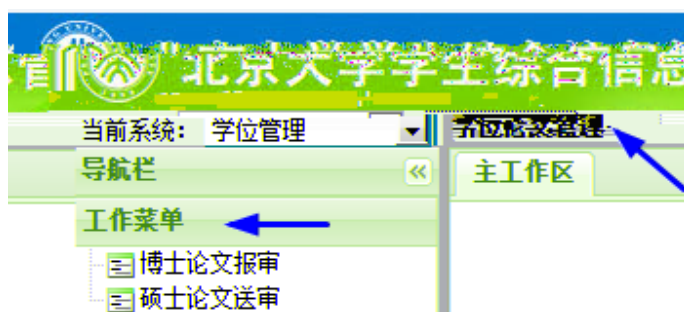 北京大学学生综合信息
当前系统： 学位管理
导航栏
主工作区
工作菜单
博士论文报审
硕士论文送审